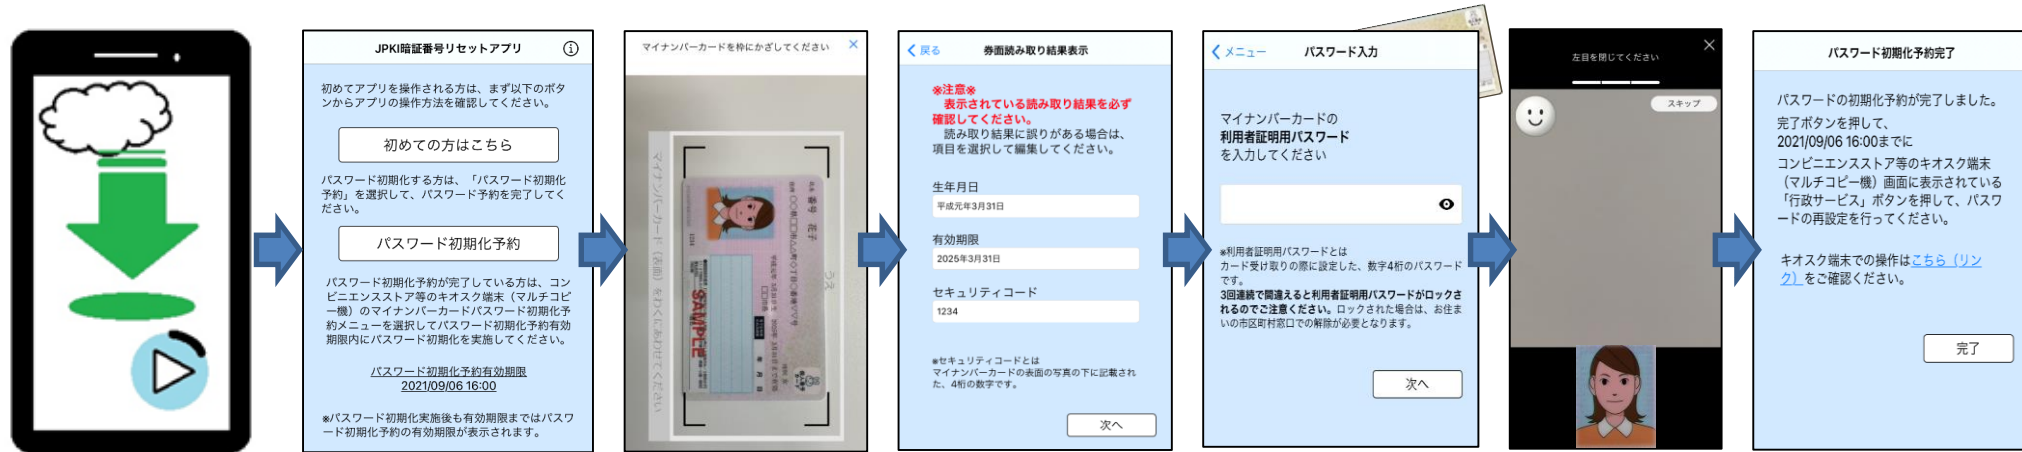 JPKI暗証番号リセットアプリ
初めてアプリを操作される方は、まず以下のボタ
ンからアプリの操作方法を確認してください。
初めての方はこちら
パスワード初期化する方は、「パスワード初期化
予約」を選択して、パスワード予約を完了してく
ださい。
パスワード初期化予約
パスワード初期化予約が完了している方は、コン
ビニエンスストア等のキオスク端末（マルチコピ
ー機）のマイナンバーカードパスワード初期化予
約メニューを選択してパスワード初期化予約有効
期限内にパスワード初期化を実施してください。
パスワード初期化予約有効期限
2021/09/06 16:00
※パスワード初期化実施後も有効期限まではパスワ
ード初期化予約の有効期限が表示されます。
マイナンバーカードを枠にかざしてください
マイナンバーカード（表面）をわくにあわせてください
うえ
番号 花子
SAMPLE
1234
戻る
券面読み取り結果表示
※注意※
表示されている読み取り結果を必ず
確認してください。
読み取り結果に誤りがある場合は、
項目を選択して編集してください。
生年月日
平成元年3月31日
有効期限
2025年3月31日
セキュリティコード
1234
※セキュリティコードとは
マイナンバーカードの表面の写真の下に記載され
た、4桁の数字です。
次へ
メニュー
パスワード入力
マイナンバーカードの
利用者証明用パスワード
を入力してください
※利用者証明用パスワードとは
カード受け取りの際に設定した、数字4桁のパスワード
です。
3回連続で間違えると利用者証明用パスワードがロックさ
れるのでご注意ください。ロックされた場合は、お住ま
いの市区町村窓口での解除が必要となります。
次へ
左目を閉じてください
スキップ
パスワード初期化予約完了
パスワードの初期化予約が完了しました。
完了ボタンを押して、
2021/09/06 16:00までに
コンビニエンスストア等のキオスク端末
（マルチコピー機）画面に表示されている
「行政サービス」ボタンを押して、パスワ
ードの再設定を行ってください。
キオスク端末での操作はこちら（リン
ク）をご確認ください。
完了